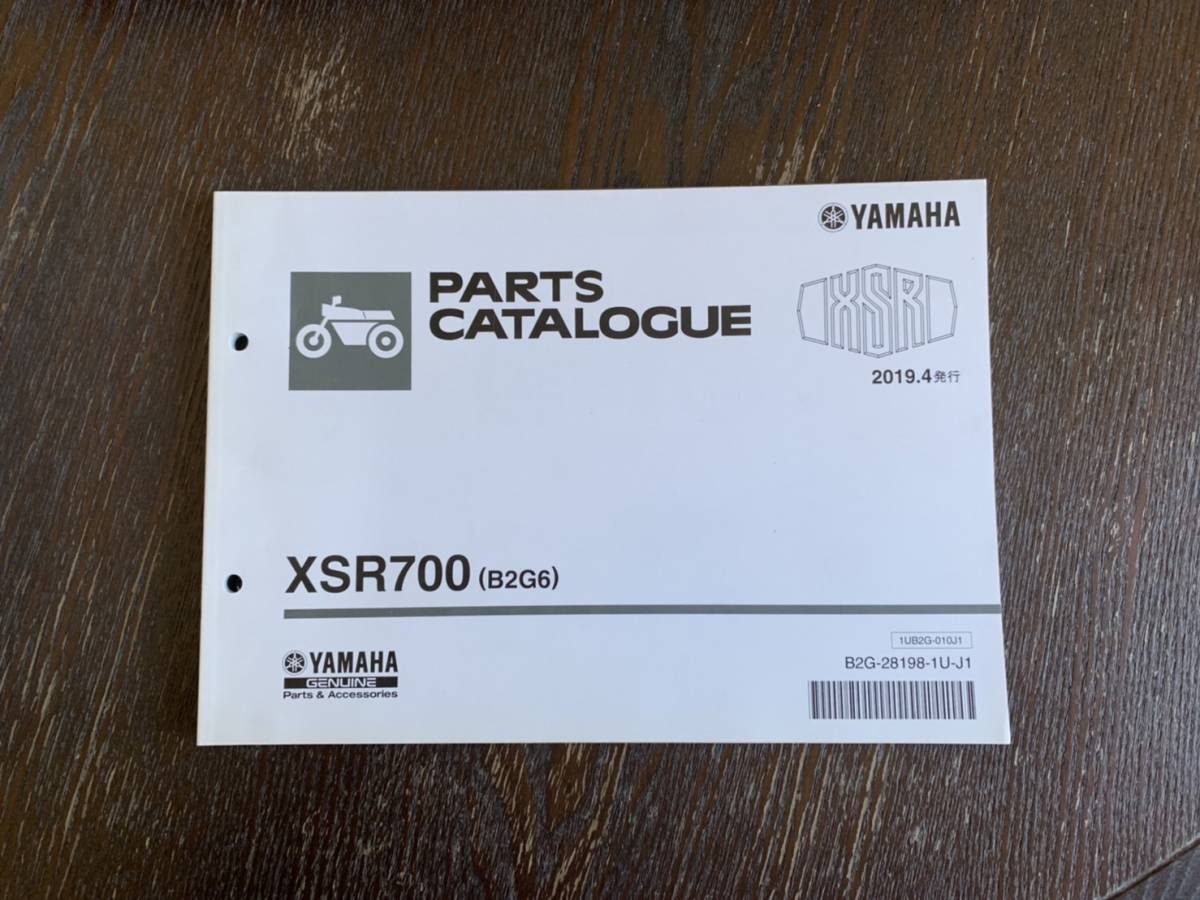 YAMAHA
PARTS
CATALOGUE
XSR
2019.4発行
XSR700 (B2G6)
1UB2G-010J1
B2G-28198-1U-J1
YAMAHA
GENUINE
Parts & Accessories